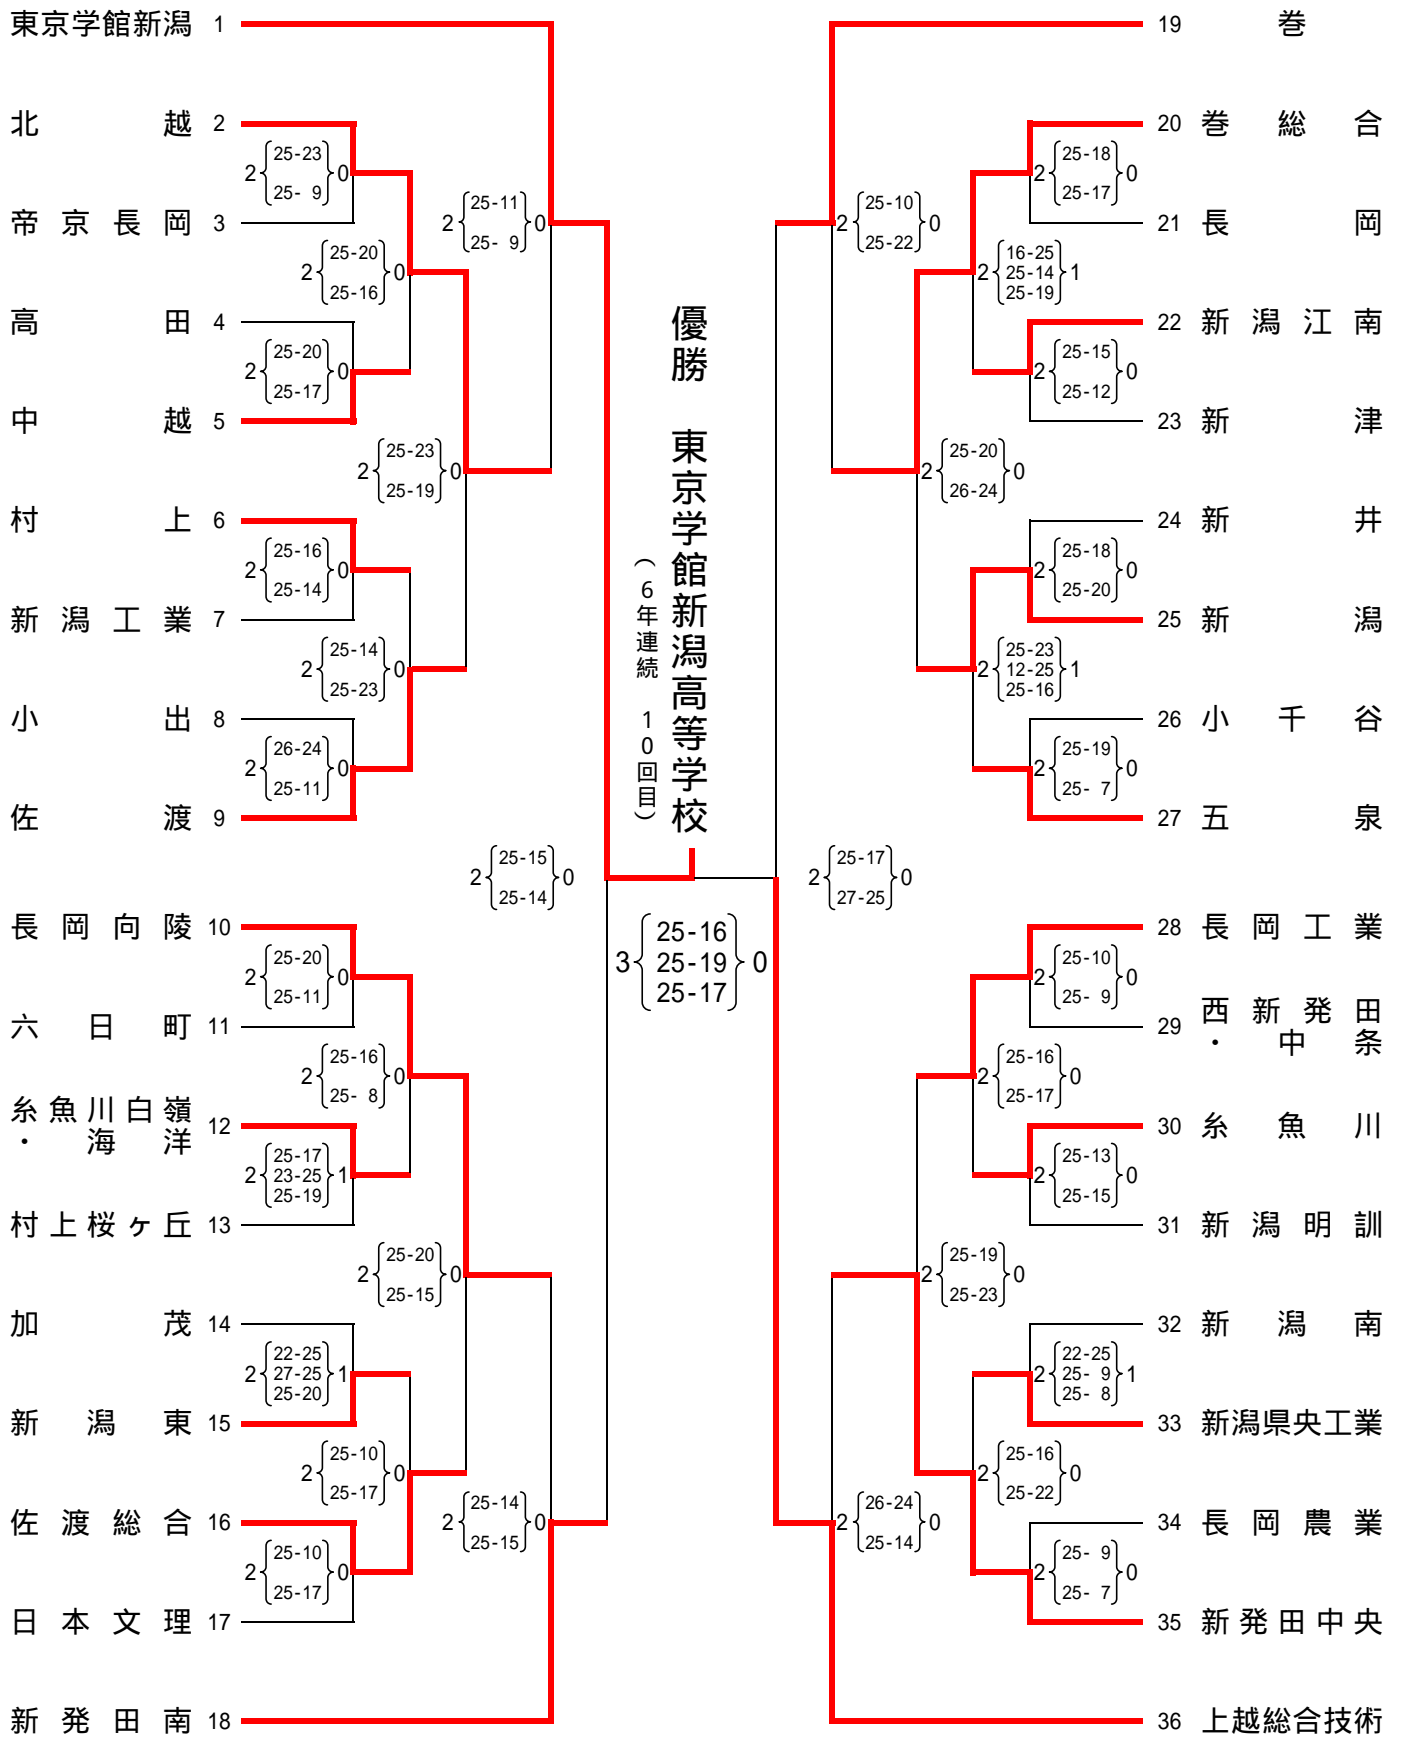 東京学館新潟 1
北越 2
2 25-23 25- 9 0
帝京長岡 3
2 25-11 25- 9 0
2 25-20 25-16 0
高田 4
2 25-20 25-17 0
中越 5
2 25-23 25-19 0
村上 6
2 25-16 25-14 0
新潟工業 7
2 25-14 25-23 0
小出 8
2 26-24 25-11 0
佐渡 9
2 25-15 25-14 0
長岡向陵 10
2 25-20 25-11 0
六日町 11
2 25-16 25- 8 0
糸魚川白嶺・海洋 12
2 25-17 23-25 25-19 1
村上桜ヶ丘 13
2 25-20 25-15 0
加茂 14
2 22-25 27-25 25-20 1
新潟東 15
2 25-10 25-17 0
佐渡総合 16
2 25-14 25-15 0
2 25-10 25-17 0
日本文理 17
新発田南 18
優勝 東京学館新潟高等学校
(6年連続 10回目)
3 25-16 25-19 25-17 0
19 巻
20 巻総合
2 25-18 25-17 0
21 長岡
2 25-10 25-22 0
2 16-25 25-14 25-19 1
22 新潟江南
2 25-15 25-12 0
23 新津
2 25-20 26-24 0
24 新井
2 25-18 25-20 0
25 新潟
2 25-23 12-25 25-16 1
26 小千谷
2 25-19 25- 7 0
27 五泉
2 25-17 27-25 0
28 長岡工業
2 25-10 25- 9 0
29 西新発田・中条
2 25-16 25-17 0
30 糸魚川
2 25-13 25-15 0
31 新潟明訓
2 25-19 25-23 0
32 新潟南
2 22-25 25- 9 25- 8 1
33 新潟県央工業
2 25-16 25-22 0
34 長岡農業
2 26-24 25-14 0
2 25- 9 25- 7 0
35 新発田中央
36 上越総合技術